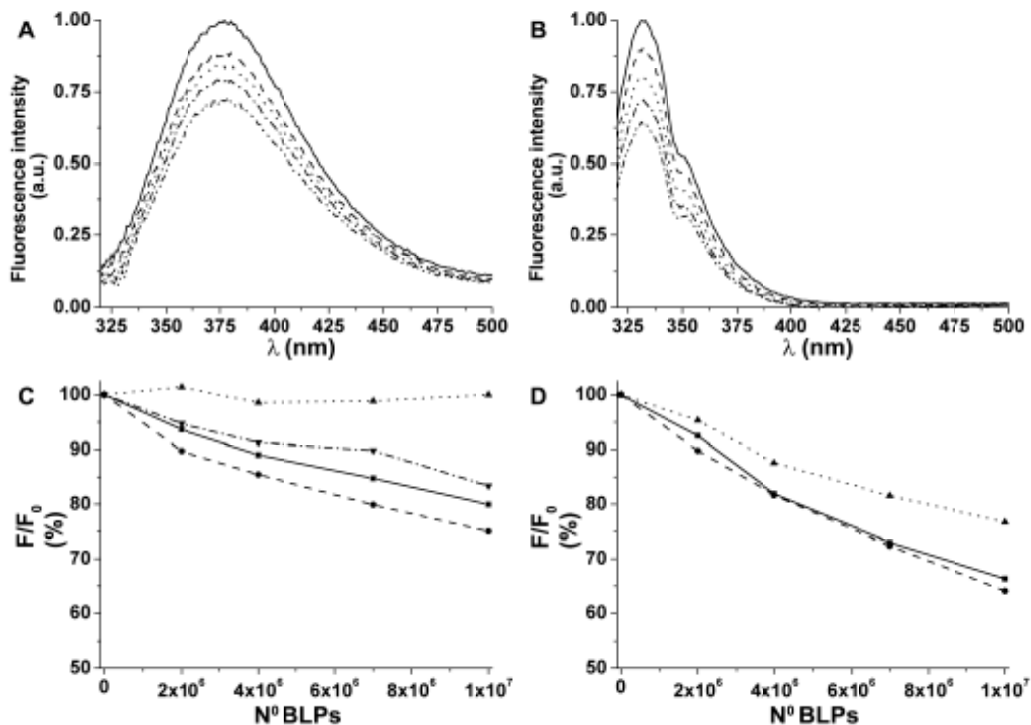 A
1.00
0.75
0.50
0.25
0.00
Fluorescence intensity
(a.u.)
325 350 375 400 425 450 475 500
λ (nm)
B
1.00
0.75
0.50
0.25
0.00
Fluorescence intensity
(a.u.)
325 350 375 400 425 450 475 500
λ (nm)
C
100
90
80
70
60
50
F/F₀
(%)
0 2x10⁶ 4x10⁶ 6x10⁶ 8x10⁶ 1x10⁷
N⁰ BLPs
D
100
90
80
70
60
50
F/F₀
(%)
0 2x10⁶ 4x10⁶ 6x10⁶ 8x10⁶ 1x10⁷
N⁰ BLPs